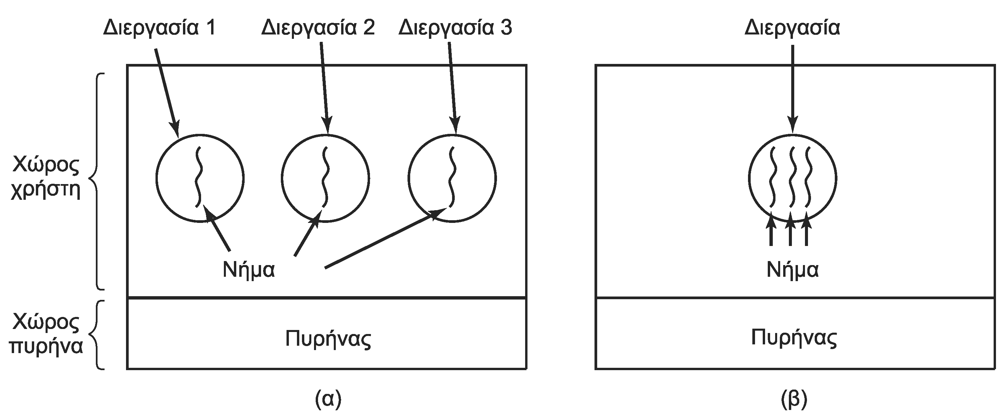 Διεργασία 1
Διεργασία 2
Διεργασία 3
Χώρος
χρήστη
Νήμα
Χώρος
πυρήνα
Πυρήνας
(α)
Διεργασία
Νήμα
Πυρήνας
(β)